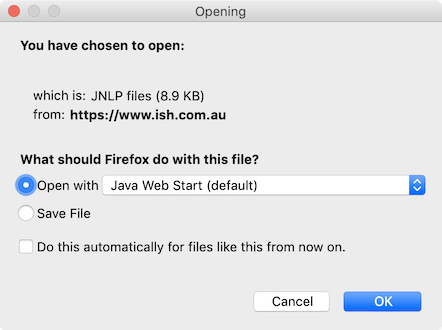 Opening
You have chosen to open:
which is: JNLP files (8.9 KB)
from: https://www.ish.com.au
What should Firefox do with this file?
Open with Java Web Start (default)
Save File
Do this automatically for files like this from now on.
Cancel OK